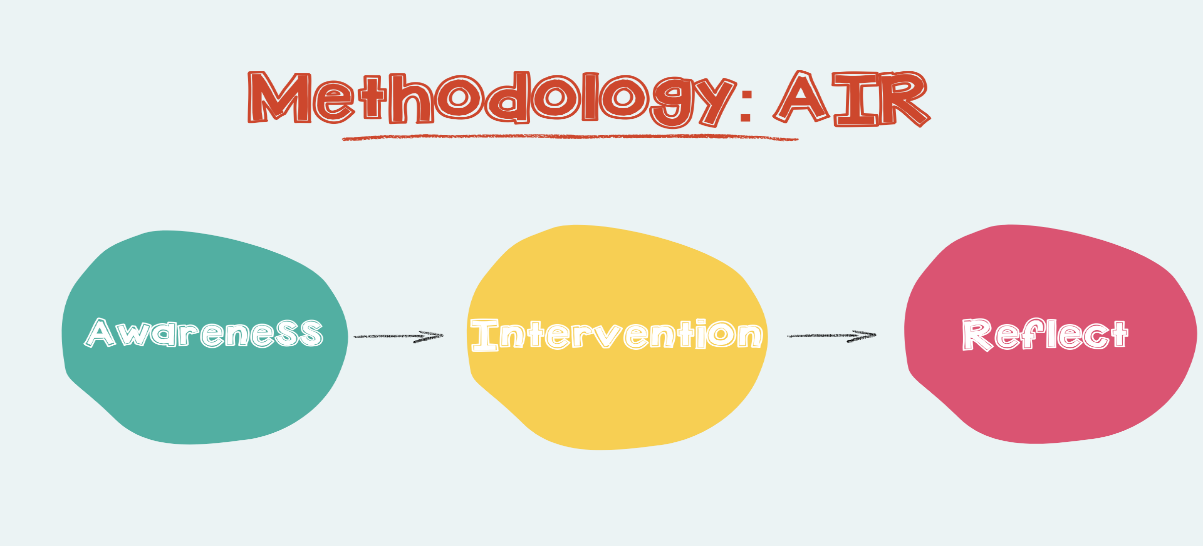 Methodology: AIR
Awareness
Intervention
Reflect